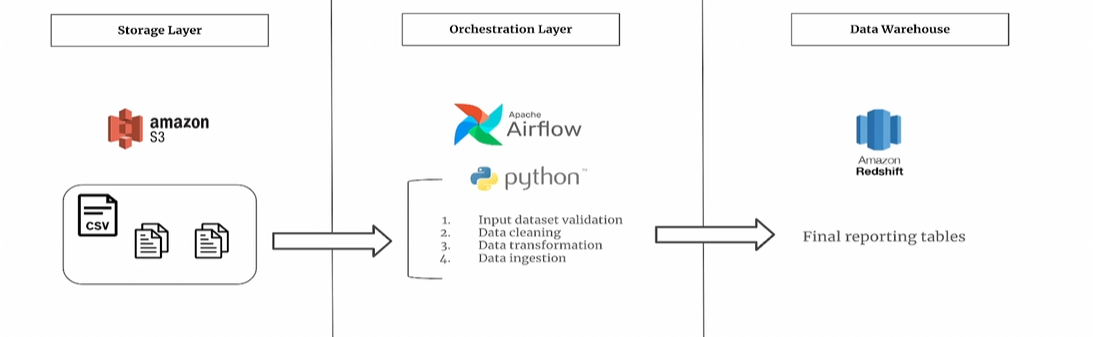 Storage Layer
Orchestration Layer
Data Warehouse
amazon
S3
CSV
Apache
Airflow
python™
1. Input dataset validation
2. Data cleaning
3. Data transformation
4. Data ingestion
Amazon
Redshift
Final reporting tables